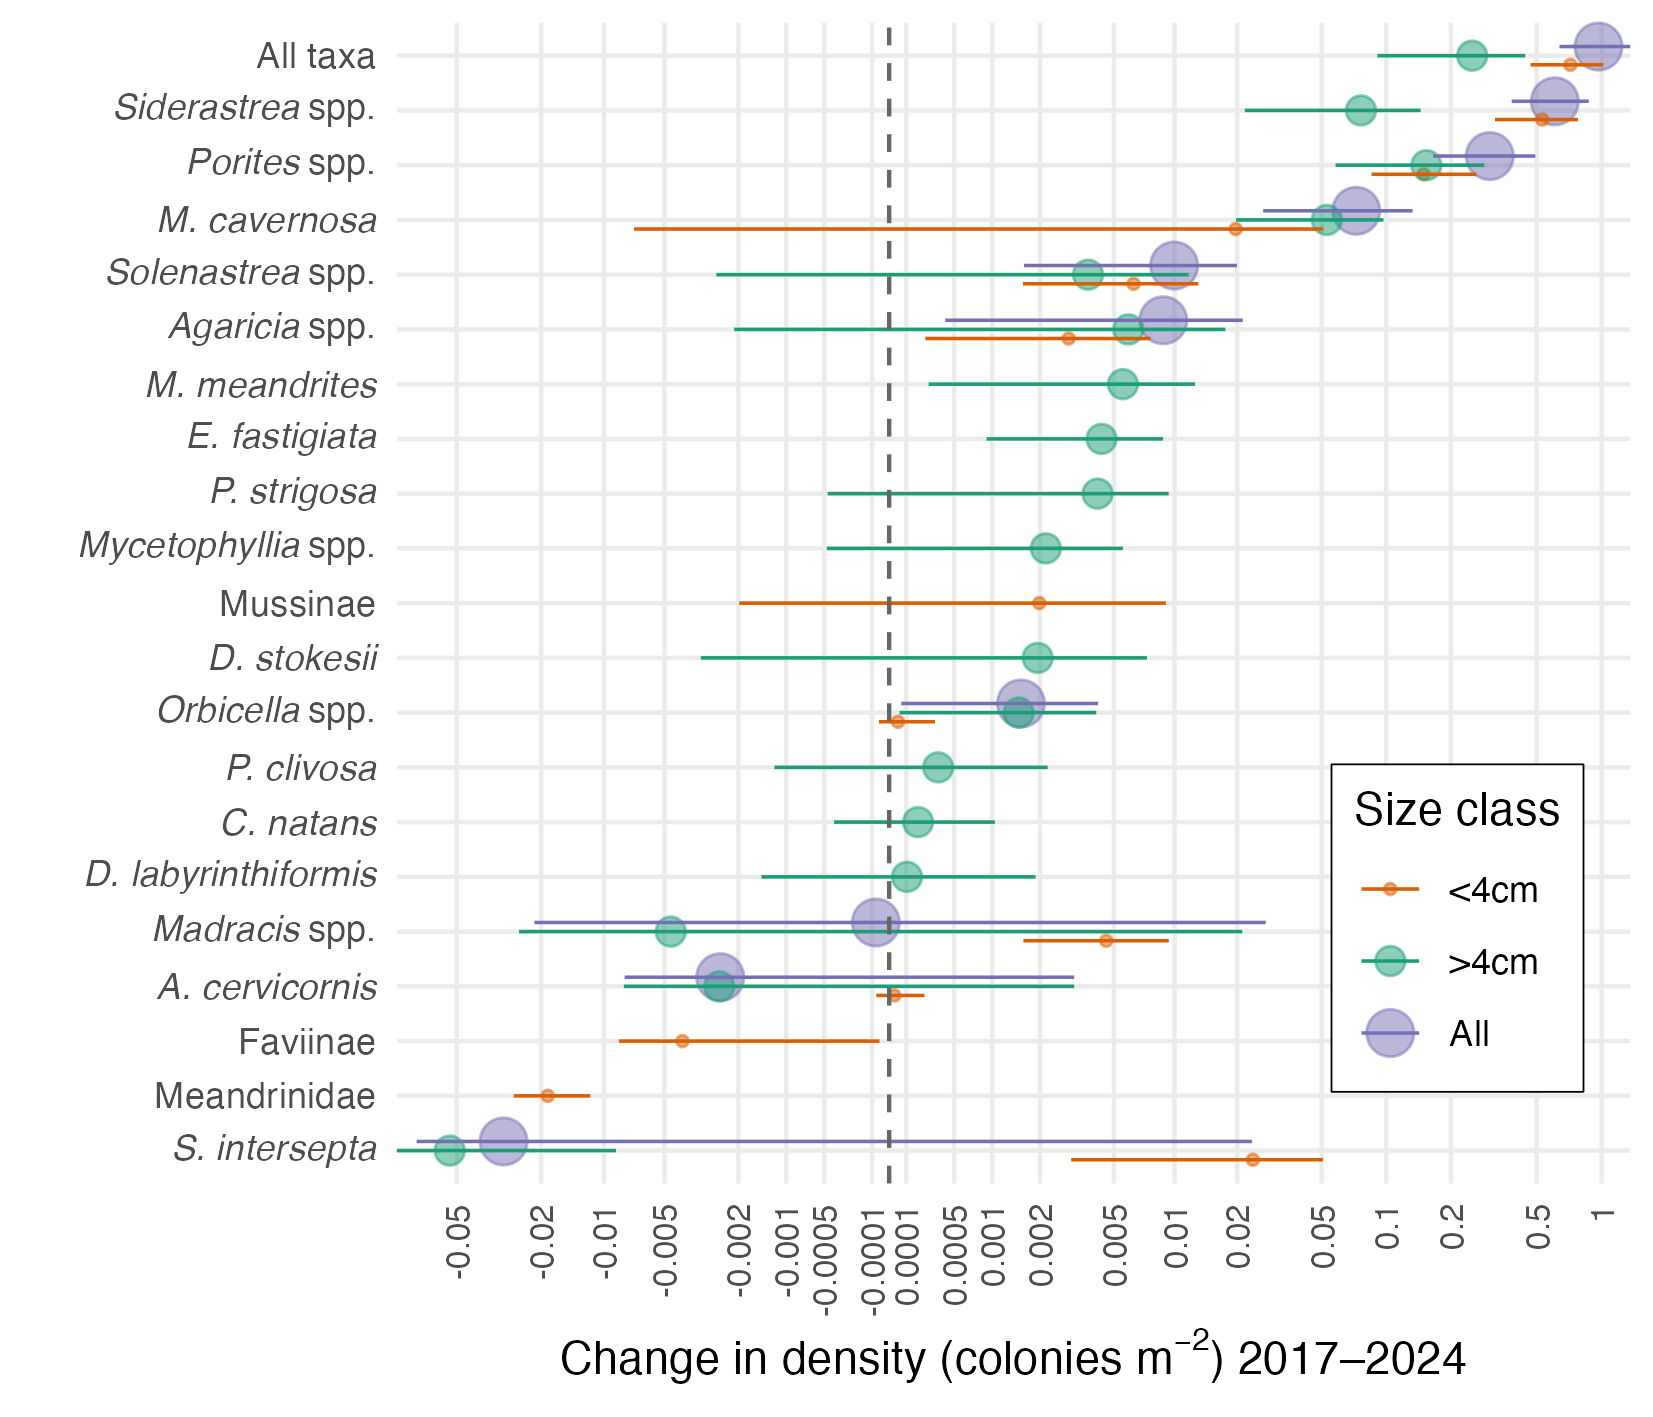 All taxa
Siderastrea spp.
Porites spp.
M. cavernosa
Solenastrea spp.
Agaricia spp.
M. meandrites
E. fastigiata
P. strigosa
Mycetophyllia spp.
Mussinae
D. stokesii
Orbicella spp.
P. clivosa
C. natans
D. labyrinthiformis
Madracis spp.
A. cervicornis
Faviinae
Meandrinidae
S. intersepta
Size class
<4cm
>4cm
All
-0.05
-0.02
-0.01
-0.005
-0.002
-0.001
-0.0005
-0.0001
0.0001
0.0005
0.001
0.002
0.005
0.01
0.02
0.05
0.1
0.2
0.5
1
Change in density (colonies m⁻²) 2017–2024